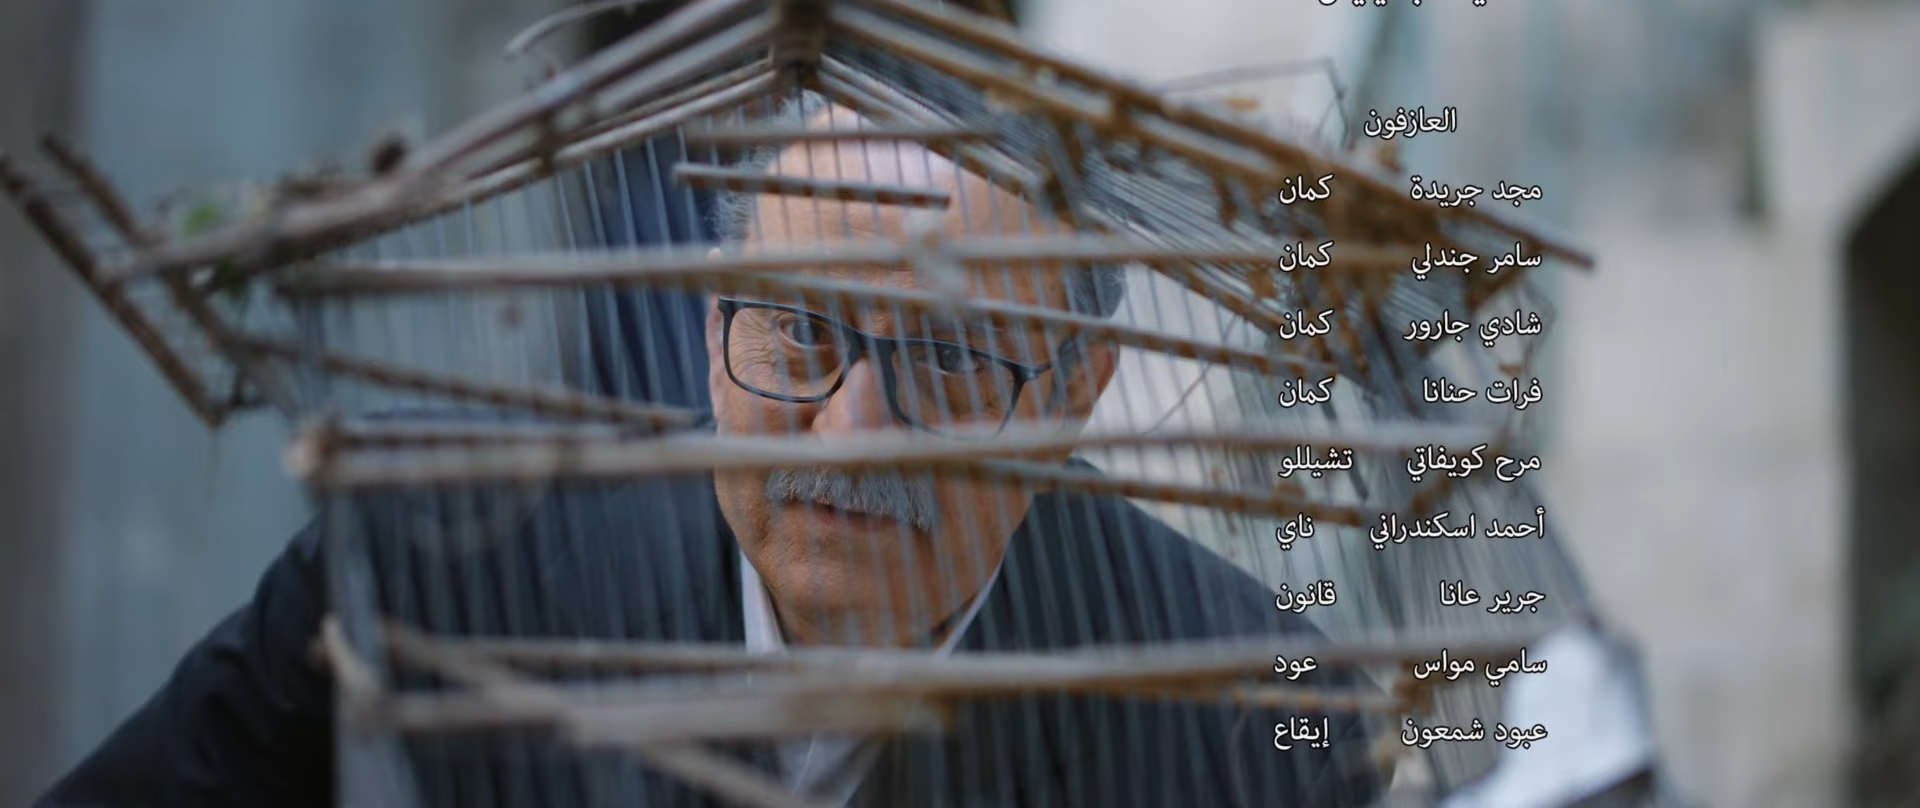 العازفون
مجد جريدة كمان
سامر جندلي كمان
شادي جارور كمان
فرات حنانا كمان
مرح كويفاتي تشيللو
أحمد اسكندراني ناي
جرير عانا قانون
سامي مواس عود
عبود شمعون إيقاع